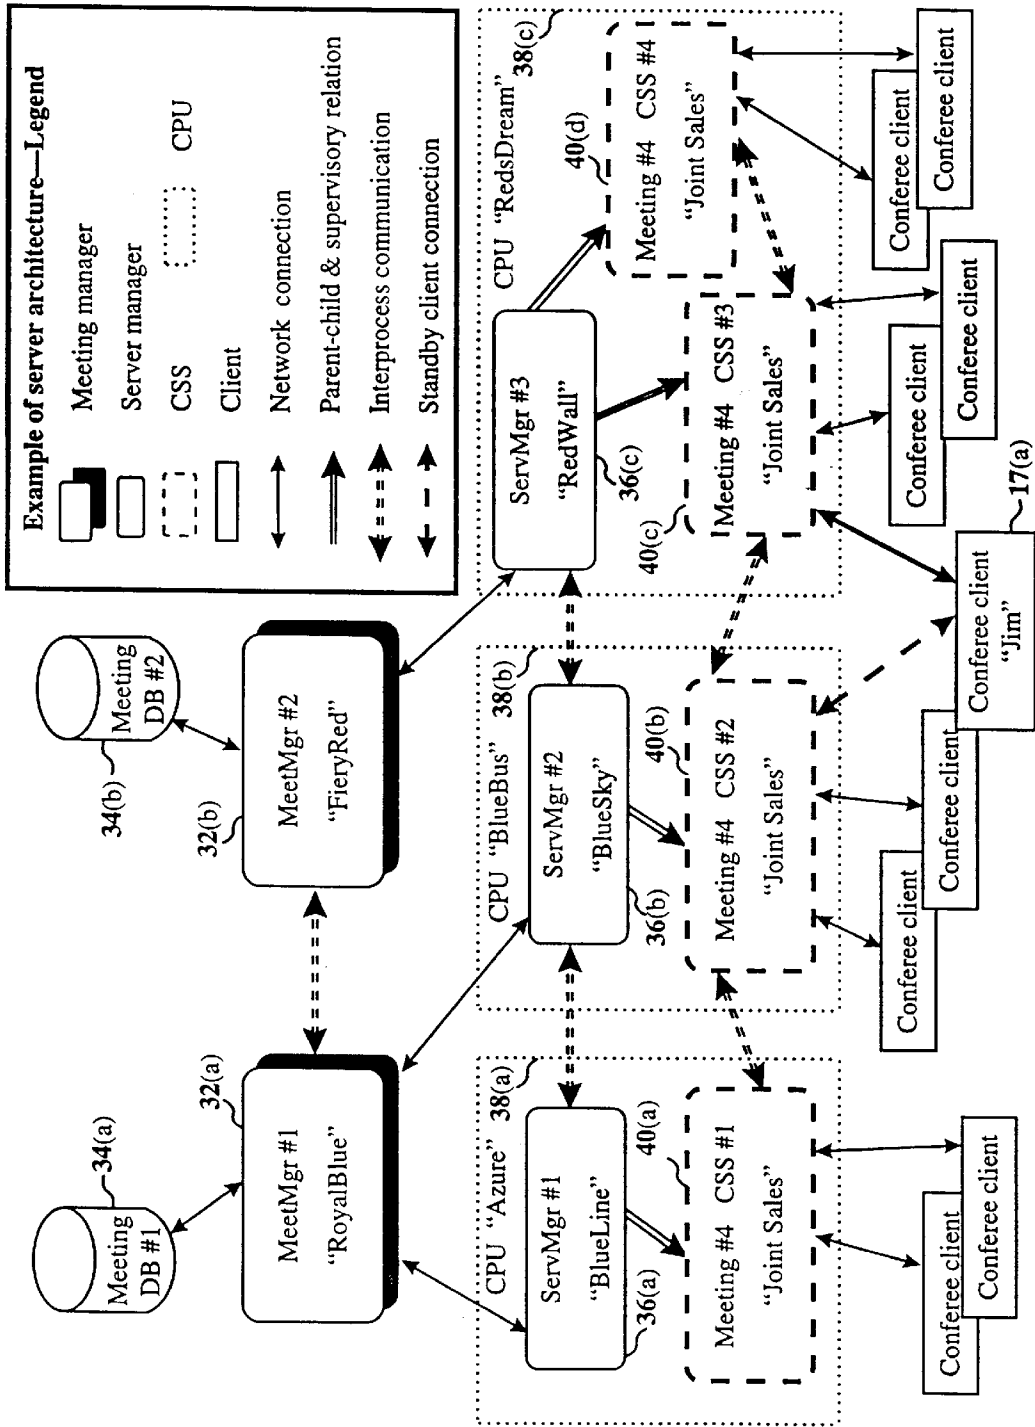 Example of server architecture—Legend
Meeting manager
Server manager
CSS
CPU
Client
Network connection
Parent-child & supervisory relation
Interprocess communication
Standby client connection
34(a)
Meeting
DB #1
34(b)
Meeting
DB #2
32(a)
MeetMgr #1
“RoyalBlue”
32(b)
MeetMgr #2
“FieryRed”
CPU “Azure”
38(a)
ServMgr #1
“BlueLine”
36(a)
40(a)
Meeting #4 CSS #1
“Joint Sales”
CPU “BlueBus”
38(b)
ServMgr #2
“BlueSky”
36(b)
40(b)
Meeting #4 CSS #2
“Joint Sales”
CPU “RedsDream”
38(c)
ServMgr #3
“RedWall”
36(c)
40(c)
Meeting #4 CSS #3
“Joint Sales”
40(d)
Meeting #4 CSS #4
“Joint Sales”
Conferee client
Conferee client
Conferee client
Conferee client
Conferee client
“Jim”
17(a)
Conferee client
Conferee client
Conferee client
Conferee client